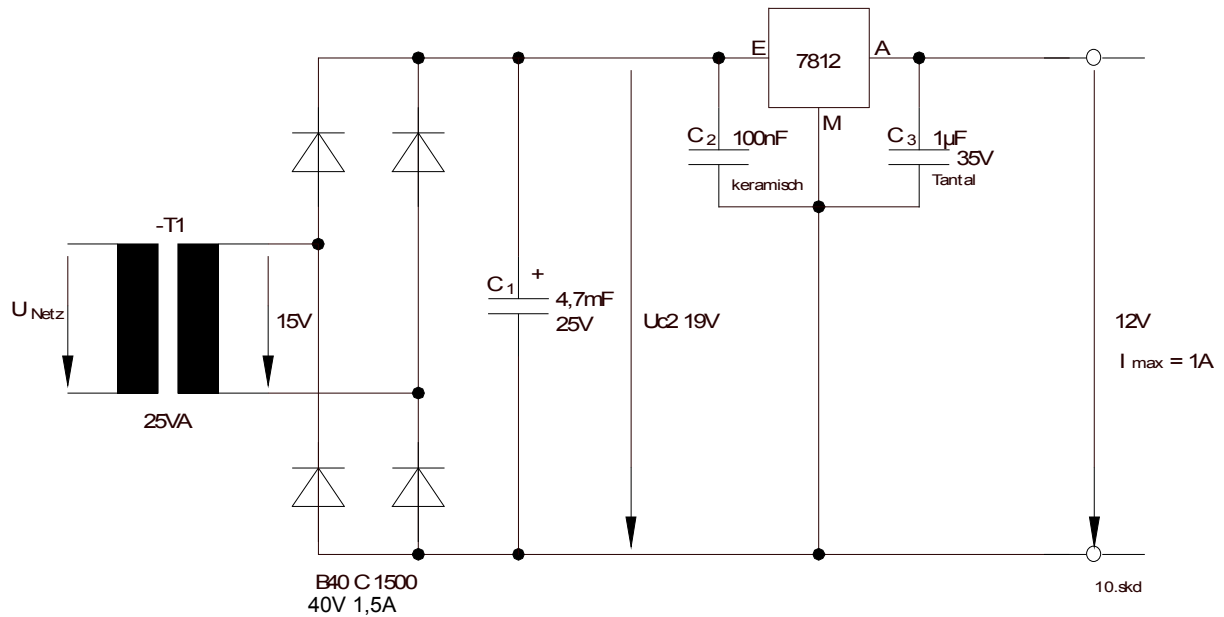 E
7812
A
M
C2
100nF
keramisch
C3
1µF
35V
Tantal
-T1
U Netz
15V
25VA
C1
+
4,7mF
25V
Uc2 19V
12V
I max = 1A
B40 C 1500
40V 1,5A
10.skd